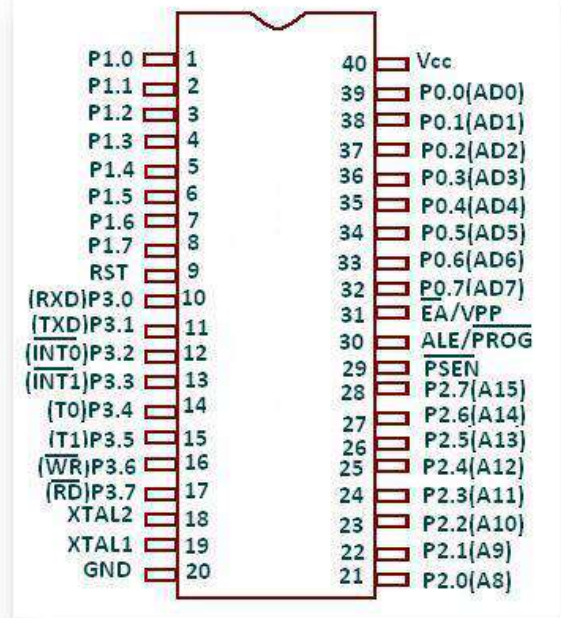 P1.0 1
P1.1 2
P1.2 3
P1.3 4
P1.4 5
P1.5 6
P1.6 7
P1.7 8
RST 9
(RXD)P3.0 10
(TXD)P3.1 11
(INT0)P3.2 12
(INT1)P3.3 13
(T0)P3.4 14
(T1)P3.5 15
(WR)P3.6 16
(RD)P3.7 17
XTAL2 18
XTAL1 19
GND 20
40 Vcc
39 P0.0(AD0)
38 P0.1(AD1)
37 P0.2(AD2)
36 P0.3(AD3)
35 P0.4(AD4)
34 P0.5(AD5)
33 P0.6(AD6)
32 P0.7(AD7)
31 EA/VPP
30 ALE/PROG
29 PSEN
28 P2.7(A15)
27 P2.6(A14)
26 P2.5(A13)
25 P2.4(A12)
24 P2.3(A11)
23 P2.2(A10)
22 P2.1(A9)
21 P2.0(A8)